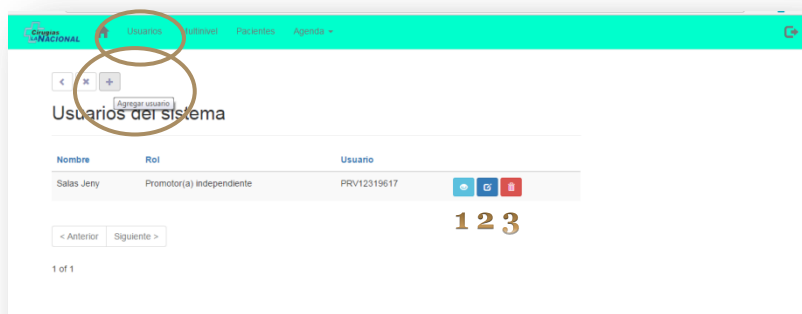 Cirugías
LA NACIONAL
Usuarios Multinivel Pacientes Agenda
Agregar usuario
Usuarios del sistema
Nombre Rol Usuario
Salas Jeny Promotor(a) independiente PRV12319617
1 2 3
< Anterior Siguiente >
1 of 1